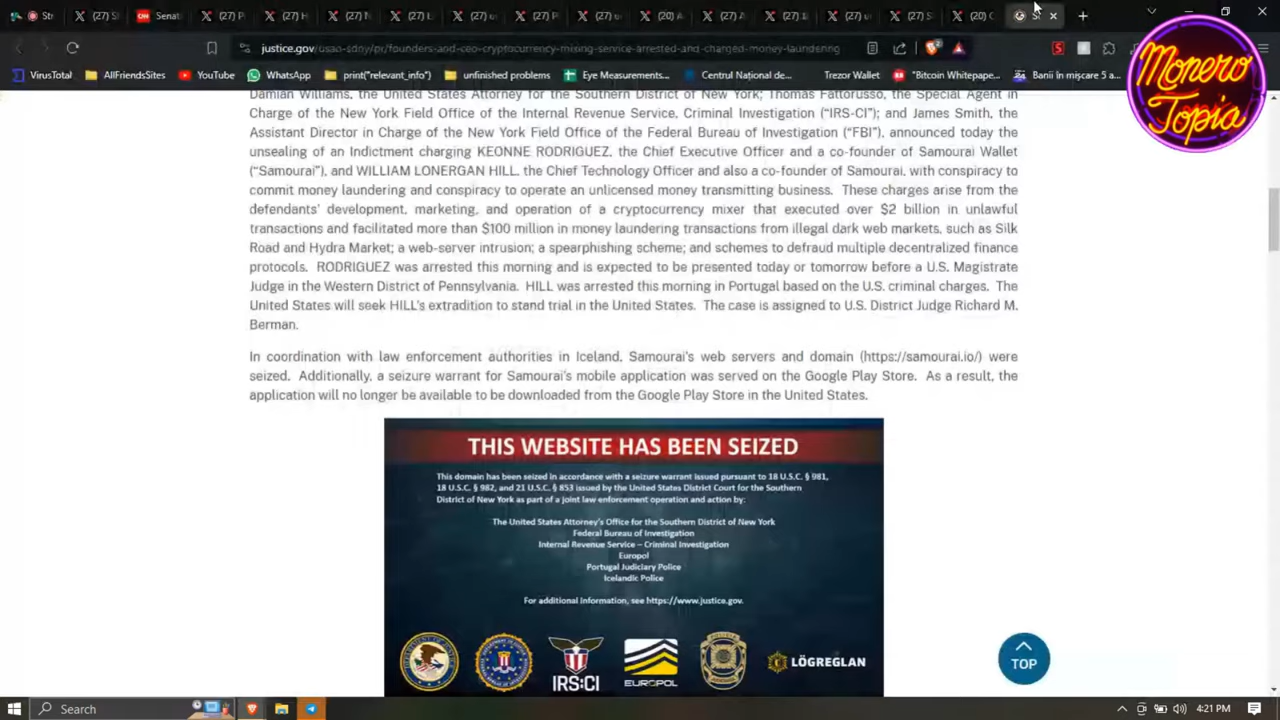 Str
(27) S
Senat
(27) P
(27) H
(27)
(27)
(27) u
(27) P
(27) u
(20) A
(27) A
(27)
(27) u
(27) S
(20)
justice.gov/usao-sdny/pr/founders-and-ceo-cryptocurrency-mixing-service-arrested-and-charged-money-laundering
VirusTotal
AllFriendsSites
YouTube
WhatsApp
print("relevant_info")
unfinished problems
Eye Measurements...
Centrul Național de...
Trezor Wallet
"Bitcoin Whitepape...
Banii în mișcare 5 a...
Monero
Topia
Damian Williams, the United States Attorney for the Southern District of New York; Thomas Fattorusso, the Special Agent in
Charge of the New York Field Office of the Internal Revenue Service, Criminal Investigation ("IRS-CI"); and James Smith, the
Assistant Director in Charge of the New York Field Office of the Federal Bureau of Investigation ("FBI"), announced today the
unsealing of an Indictment charging KEONNE RODRIGUEZ, the Chief Executive Officer and a co-founder of Samourai Wallet
("Samourai"), and WILLIAM LONERGAN HILL, the Chief Technology Officer and also a co-founder of Samourai, with conspiracy to
commit money laundering and conspiracy to operate an unlicensed money transmitting business.  These charges arise from the
defendants' development, marketing, and operation of a cryptocurrency mixer that executed over $2 billion in unlawful
transactions and facilitated more than $100 million in money laundering transactions from illegal dark web markets, such as Silk
Road and Hydra Market; a web-server intrusion; a spearphishing scheme; and schemes to defraud multiple decentralized finance
protocols.  RODRIGUEZ was arrested this morning and is expected to be presented today or tomorrow before a U.S. Magistrate
Judge in the Western District of Pennsylvania.  HILL was arrested this morning in Portugal based on the U.S. criminal charges.  The
United States will seek HILL's extradition to stand trial in the United States.  The case is assigned to U.S. District Judge Richard M.
Berman.
In coordination with law enforcement authorities in Iceland, Samourai's web servers and domain (https://samourai.io/) were
seized.  Additionally, a seizure warrant for Samourai's mobile application was served on the Google Play Store.  As a result, the
application will no longer be available to be downloaded from the Google Play Store in the United States.
THIS WEBSITE HAS BEEN SEIZED
This domain has been seized in accordance with a seizure warrant issued pursuant to 18 U.S.C. § 981,
18 U.S.C. § 982, and 21 U.S.C. § 853 issued by the United States District Court for the Southern
District of New York as part of a joint law enforcement operation and action by:
The United States Attorney's Office for the Southern District of New York
Federal Bureau of Investigation
Internal Revenue Service – Criminal Investigation
Europol
Portugal Judiciary Police
Icelandic Police
For additional information, see https://www.justice.gov.
IRS:CI
EUROPOL
LÖGREGLAN
TOP
Search
4:21 PM